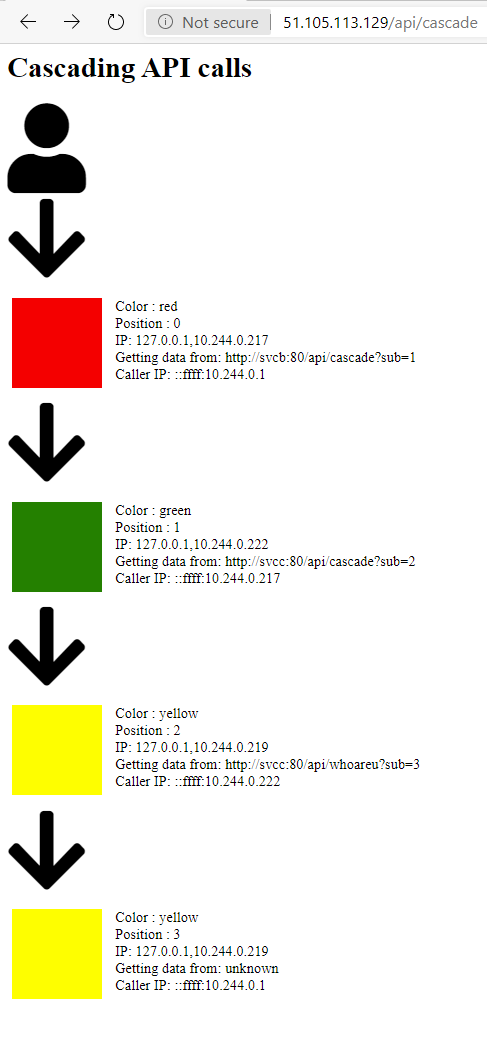 Not secure 51.105.113.129/api/cascade
Cascading API calls
Color : red
Position : 0
IP: 127.0.0.1,10.244.0.217
Getting data from: http://svcb:80/api/cascade?sub=1
Caller IP: ::ffff:10.244.0.1
Color : green
Position : 1
IP: 127.0.0.1,10.244.0.222
Getting data from: http://svcc:80/api/cascade?sub=2
Caller IP: ::ffff:10.244.0.217
Color : yellow
Position : 2
IP: 127.0.0.1,10.244.0.219
Getting data from: http://svcc:80/api/whoareu?sub=3
Caller IP: ::ffff:10.244.0.222
Color : yellow
Position : 3
IP: 127.0.0.1,10.244.0.219
Getting data from: unknown
Caller IP: ::ffff:10.244.0.1